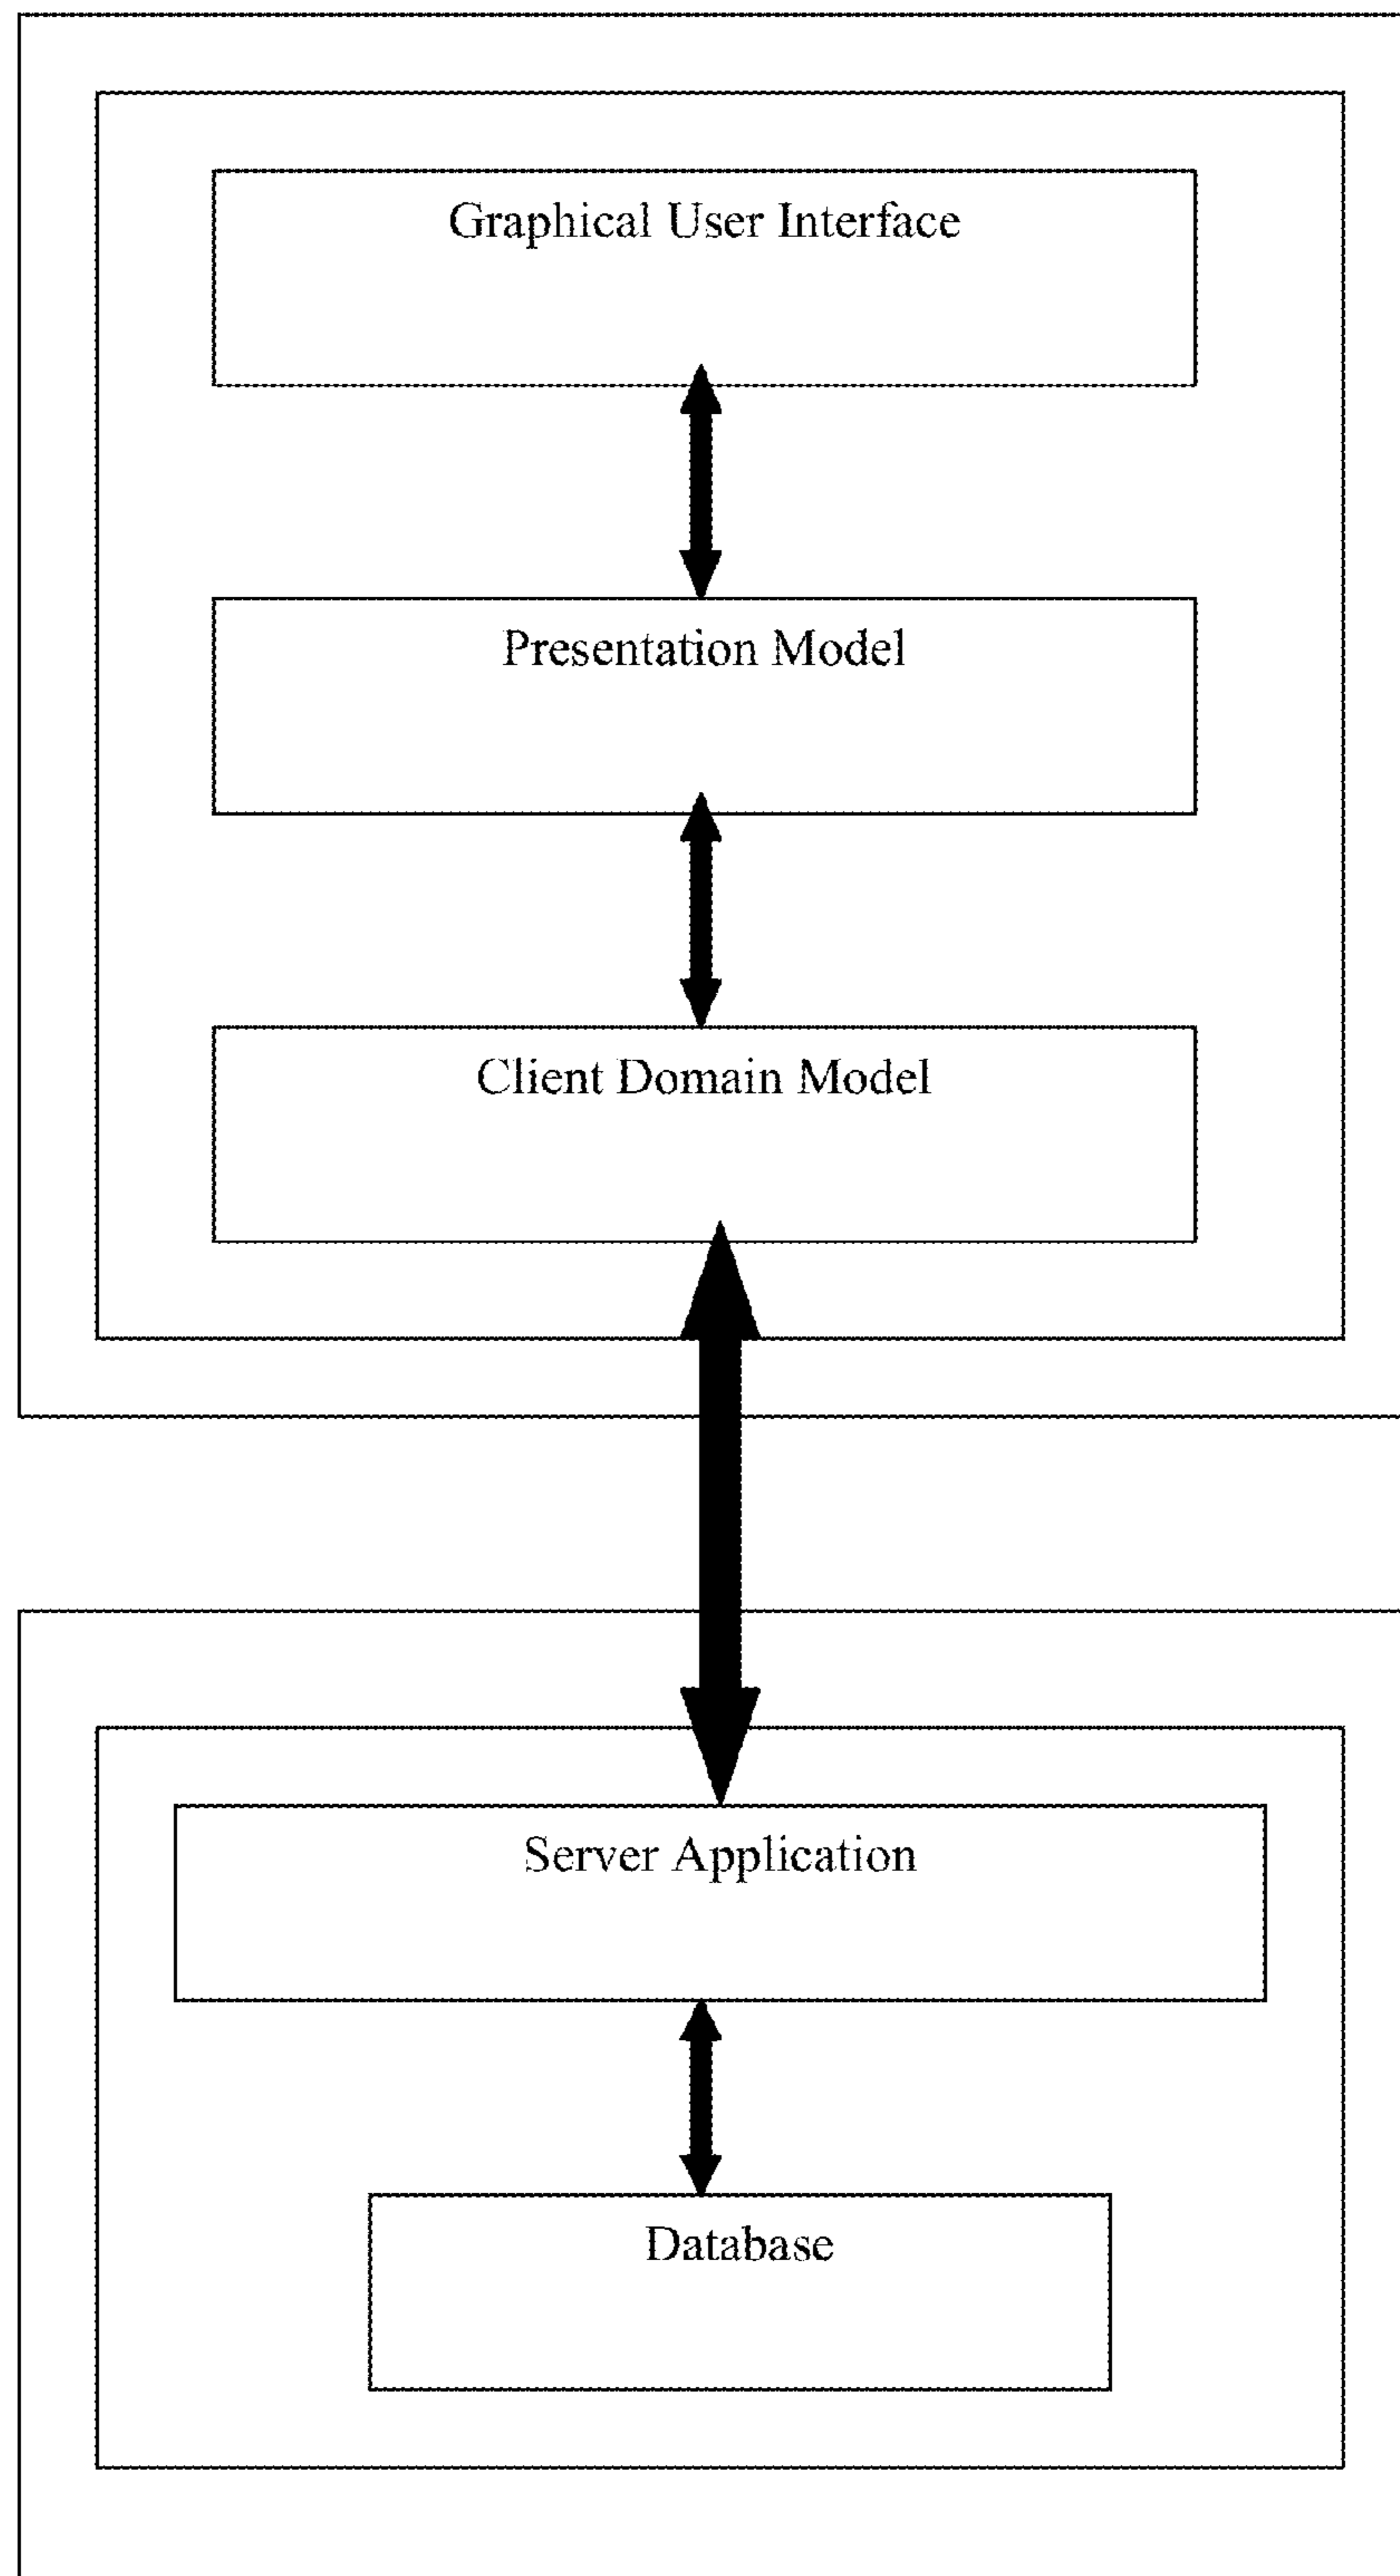 Graphical User Interface
Presentation Model
Client Domain Model
Server Application
Database